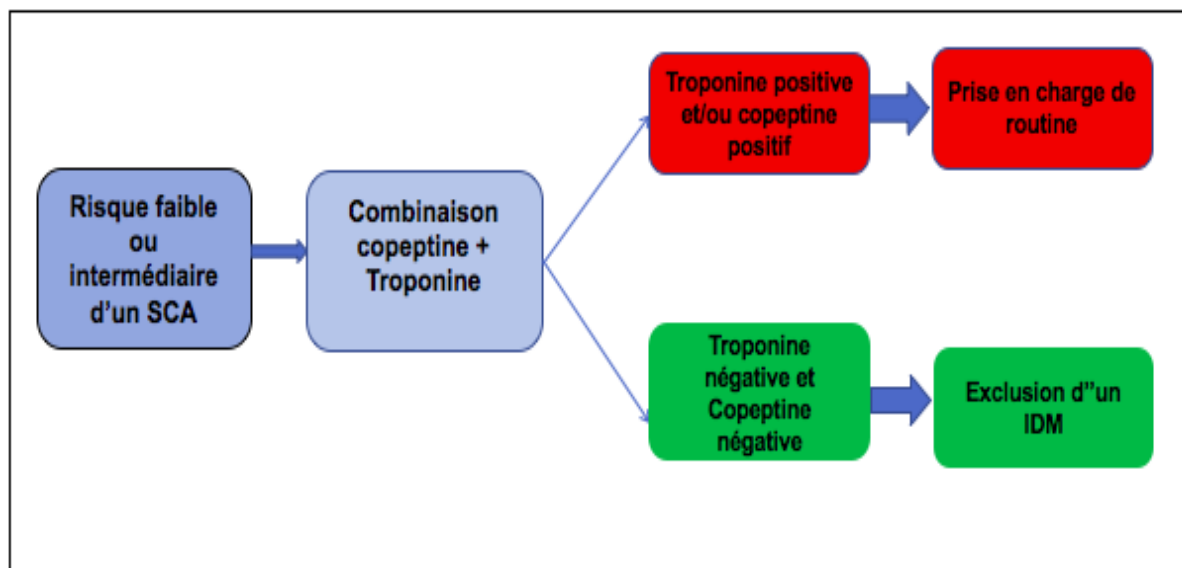 Risque faible
ou
intermédiaire
d'un SCA
Combinaison
copeptine +
Troponine
Troponine positive
et/ou copeptine
positif
Prise en charge de
routine
Troponine
négative et
Copeptine
négative
Exclusion d''un
IDM